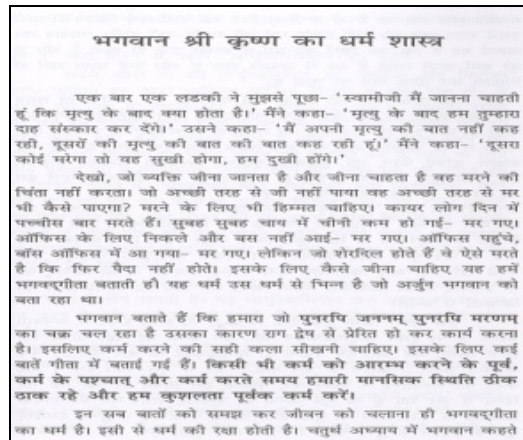 भगवान श्री कृष्ण का धर्म शास्त्र
एक बार एक लडकी ने मुझसे पूछा– 'स्वामीजी मैं जानना चाहती
हूं कि मृत्यु के बाद क्या होता है।' मैंने कहा– 'मृत्यु के बाद हम तुम्हारा
दाह संस्कार कर देंगे।' उसने कहा– 'मैं अपनी मृत्यु की बात नहीं कह
रही, दूसरों की मृत्यु की बात की बात कह रही हूं।' मैंने कहा– 'दूसरा
कोई मरेगा तो वह सुखी होगा, हम दुखी होंगे।'
देखो, जो व्यक्ति जीना जानता है और जीना चाहता है वह मरने की
चिंता नहीं करता। जो अच्छी तरह से जी नहीं पाया वह अच्छी तरह से मर
भी कैसे पाएगा? मरने के लिए भी हिम्मत चाहिए। कायर लोग दिन में
पच्चीस बार मरते हैं। सुबह सुबह चाय में चीनी कम हो गई– मर गए।
ऑफिस के लिए निकले और बस नहीं आई– मर गए। ऑफिस पहुंचे,
बॉस ऑफिस में आ गया– मर गए। लेकिन जो शेरदिल होते हैं वे ऐसे मरते
है कि फिर पैदा नहीं होते। इसके लिए कैसे जीना चाहिए यह हमें
भगवद्गीता बताती है। यह धर्म उस धर्म से भिन्न है जो अर्जुन भगवान को
बता रहा था।
भगवान बताते हैं कि हमारा जो पुनरपि जननम् पुनरपि मरणम्
का चक्र चल रहा है उसका कारण राग द्वेष से प्रेरित हो कर कार्य करना
है। इसलिए कर्म करने की सही कला सीखनी चाहिए। इसके लिए कई
बातें गीता में बताई गई हैं। किसी भी कर्म को आरम्भ करने के पूर्व,
कर्म के पश्चात् और कर्म करते समय हमारी मानसिक स्थिति ठीक
ठाक रहे और हम कुशलता पूर्वक कर्म करें।
इन सब बातों को समझ कर जीवन को चलाना ही भगवद्गीता
का धर्म है। इसी से धर्म की रक्षा होती है। चतुर्थ अध्याय में भगवान कहते